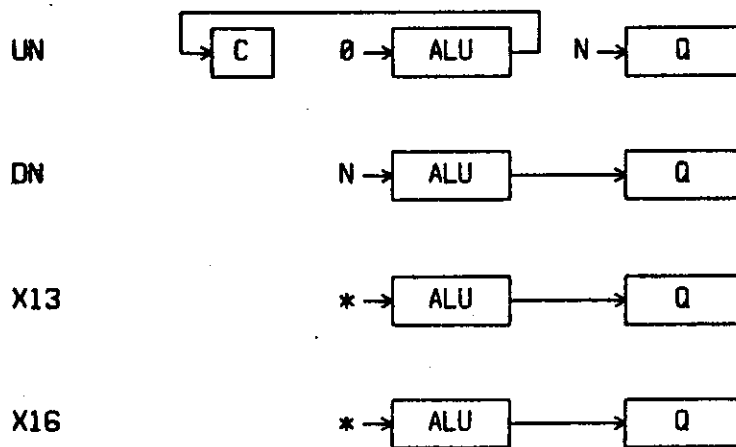 UN C 0 ALU N Q
DN N ALU Q
X13 * ALU Q
X16 * ALU Q